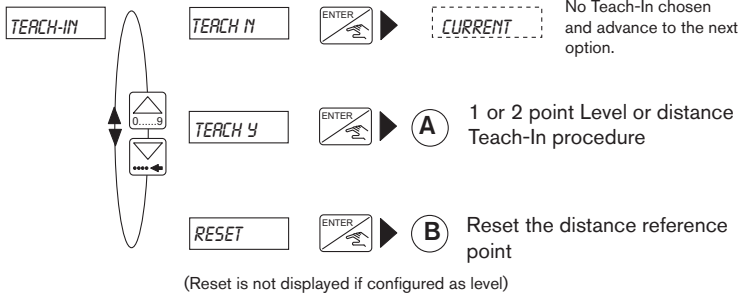 TEACH-IN
TEACH N
ENTER
CURRENT
No Teach-In chosen
and advance to the next
option.
0......9
TEACH Y
ENTER
A
1 or 2 point Level or distance
Teach-In procedure
RESET
ENTER
B
Reset the distance reference
point
(Reset is not displayed if configured as level)